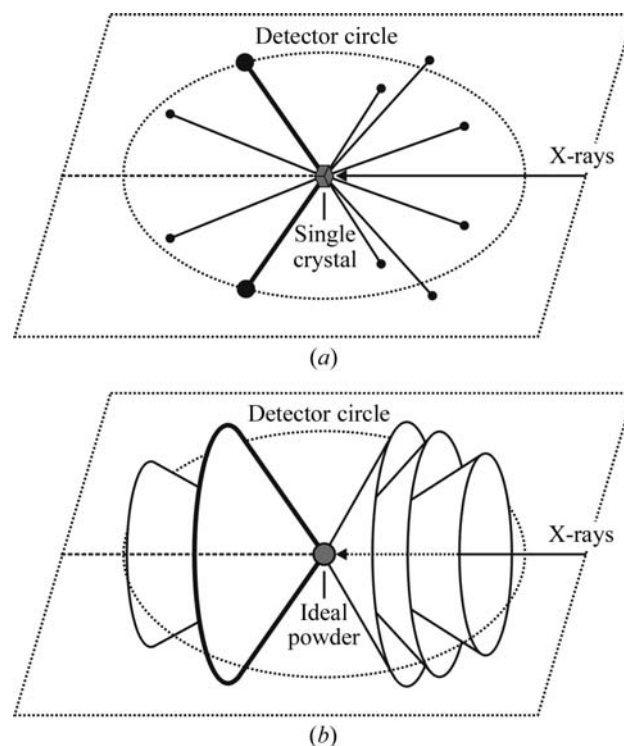 Detector circle
X-rays
Single
crystal
(a)
Detector circle
X-rays
Ideal
powder
(b)